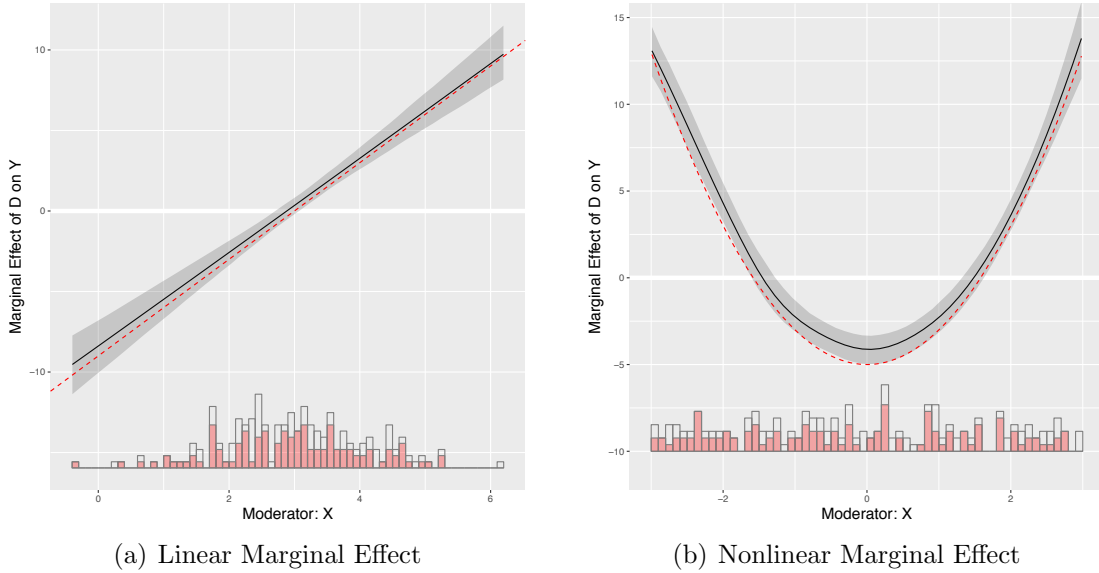 10
0
−10
Marginal Effect of D on Y
0
2
4
6
Moderator: X
(a) Linear Marginal Effect
15
10
5
0
−5
−10
Marginal Effect of D on Y
−2
0
2
Moderator: X
(b) Nonlinear Marginal Effect